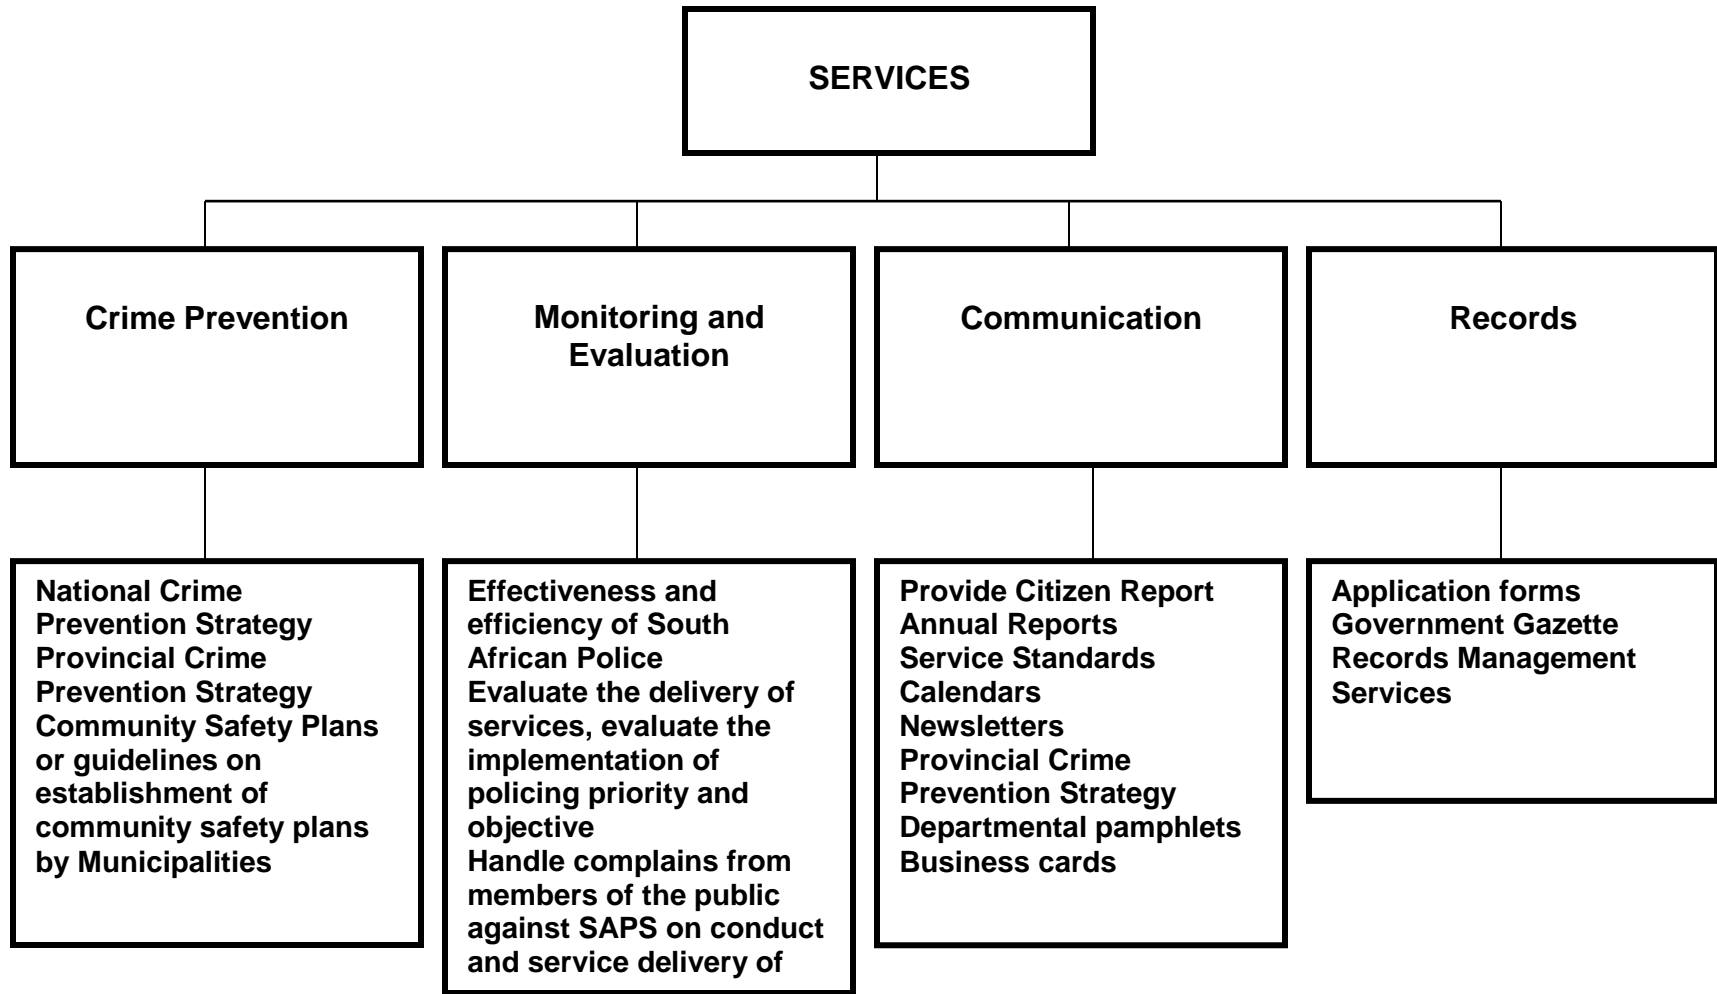 SERVICES
Crime Prevention
Monitoring and
Evaluation
Communication
Records
National Crime
Prevention Strategy
Provincial Crime
Prevention Strategy
Community Safety Plans
or guidelines on
establishment of
community safety plans
by Municipalities
Effectiveness and
efficiency of South
African Police
Evaluate the delivery of
services, evaluate the
implementation of
policing priority and
objective
Handle complains from
members of the public
against SAPS on conduct
and service delivery of
Provide Citizen Report
Annual Reports
Service Standards
Calendars
Newsletters
Provincial Crime
Prevention Strategy
Departmental pamphlets
Business cards
Application forms
Government Gazette
Records Management
Services